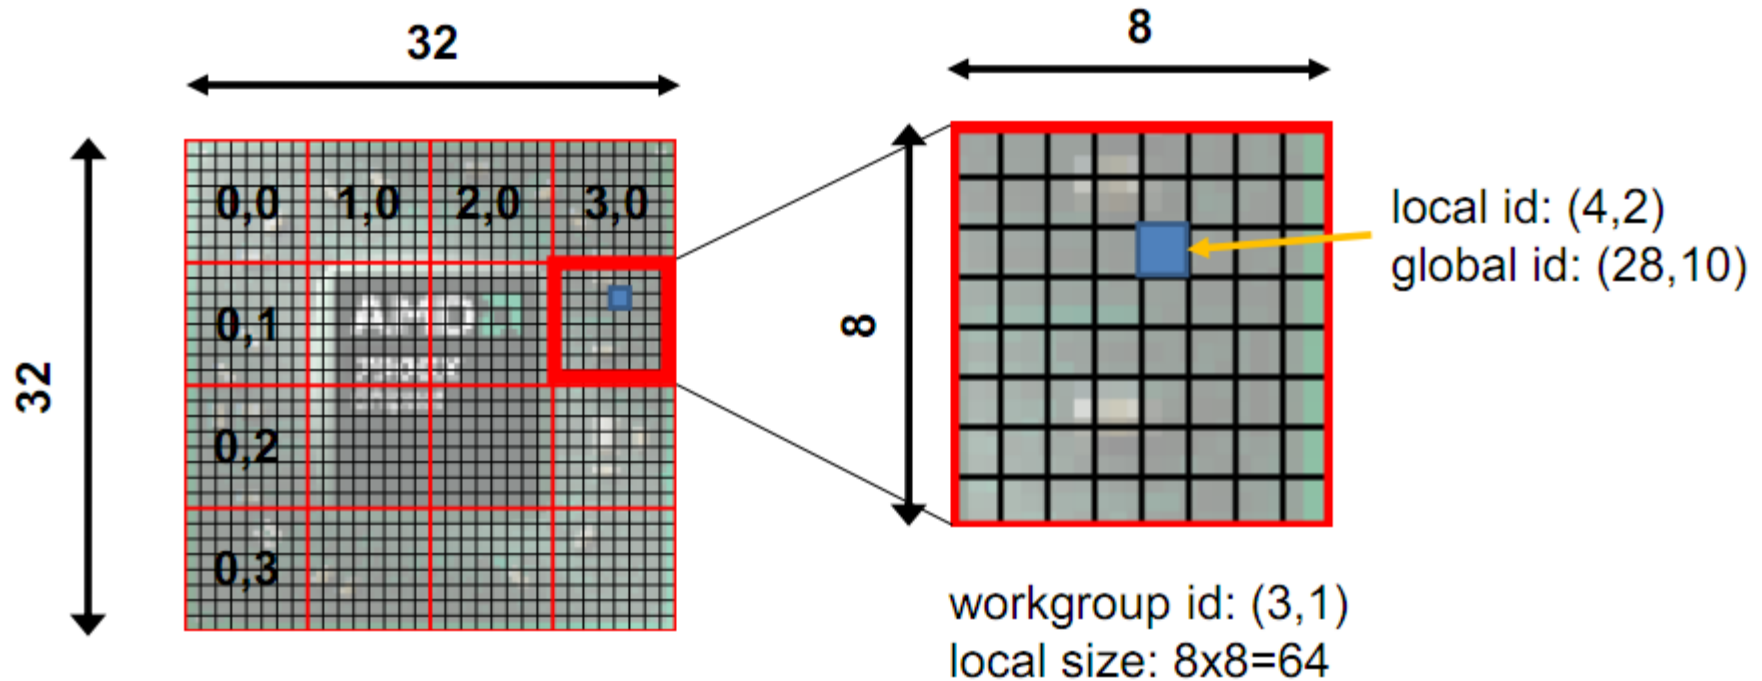 32
8
32
0,0 1,0 2,0 3,0
0,1
0,2
0,3
AMD
8
local id: (4,2)
global id: (28,10)
workgroup id: (3,1)
local size: 8x8=64